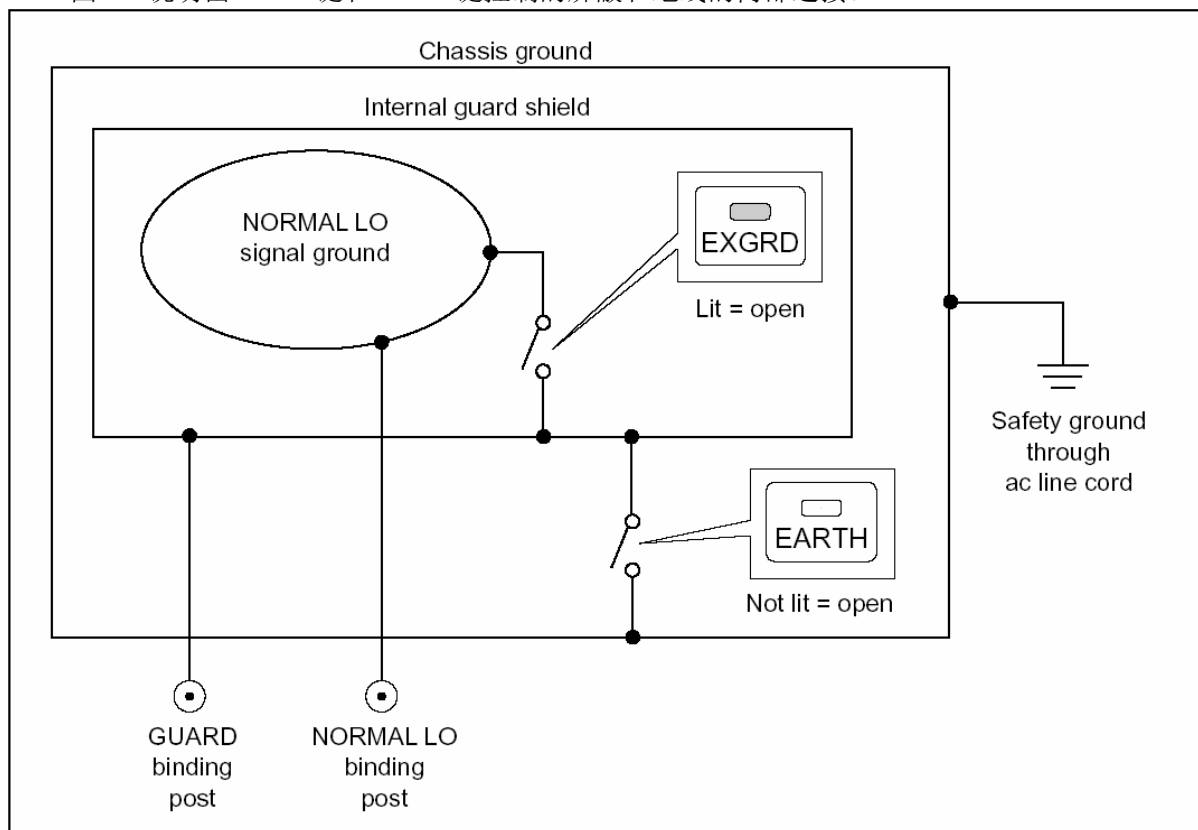 Chassis ground
Internal guard shield
NORMAL LO
signal ground
EXGRD
Lit = open
Safety ground
through
ac line cord
EARTH
Not lit = open
GUARD
binding
post
NORMAL LO
binding
post